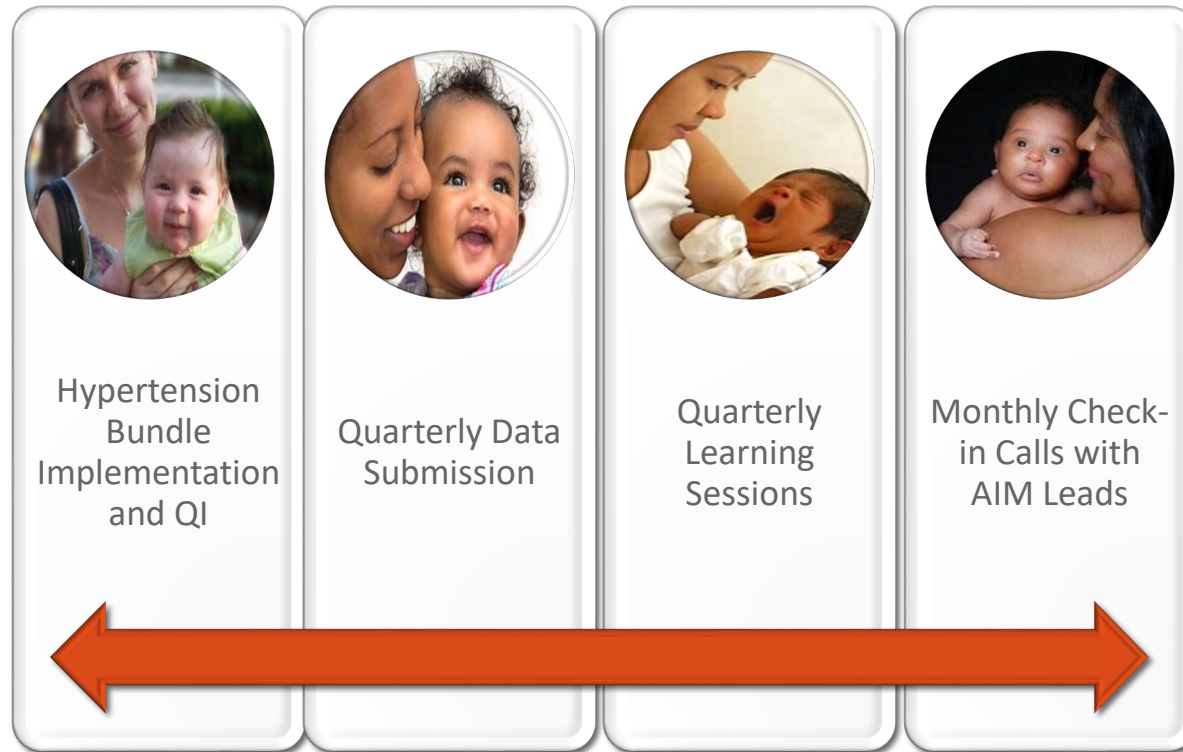 Hypertension
Bundle
Implementation
and QI
Quarterly Data
Submission
Quarterly
Learning
Sessions
Monthly Check-
in Calls with
AIM Leads